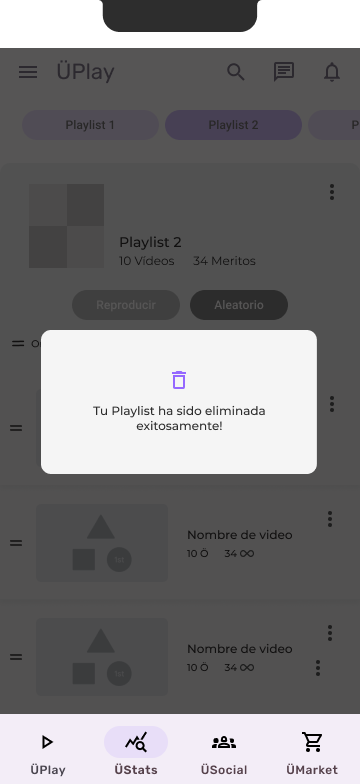 ÜPlay
Playlist 1
Playlist 2
P
Playlist 2
10 Vídeos 34 Meritos
Reproducir
Aleatorio
O
Tu Playlist ha sido eliminada
exitosamente!
Nombre de video
10 Ö 34
Nombre de video
10 Ö 34
ÜPlay
ÜStats
ÜSocial
ÜMarket